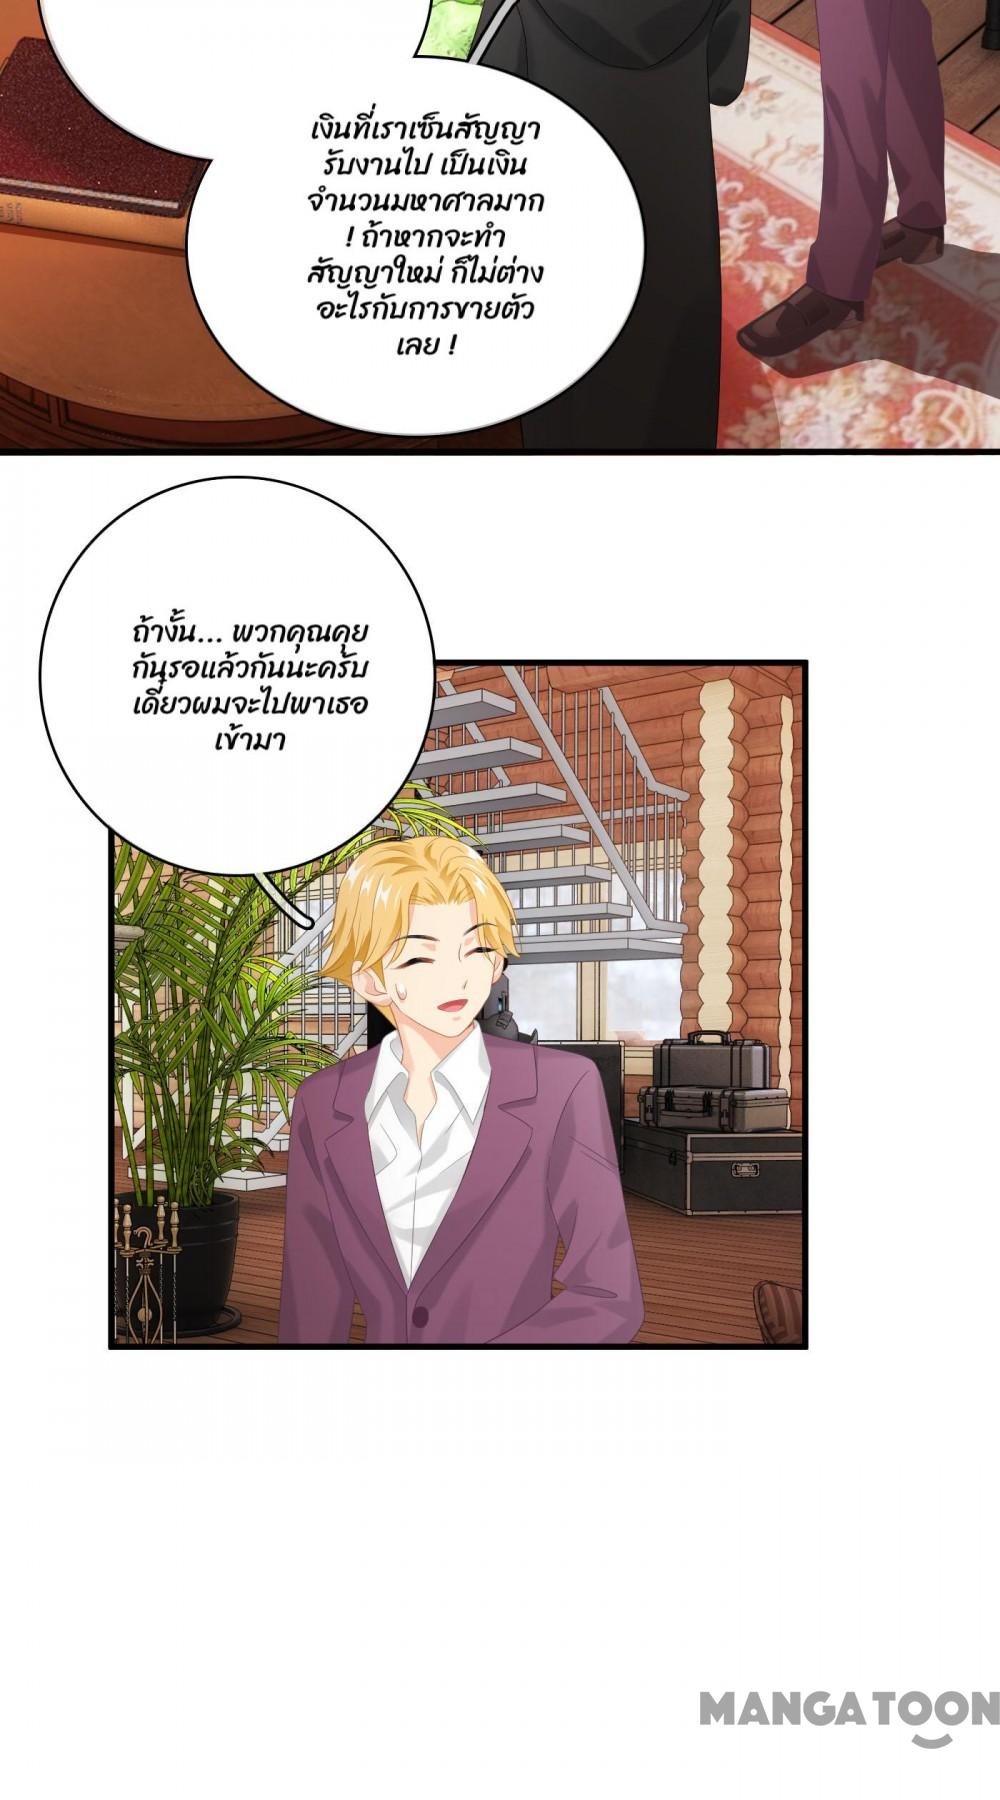 เงินที่เราเซ็นสัญญา
รับงานไป เป็นเงิน
จำนวนมหาศาลมาก
! ถ้าหากจะทำ
สัญญาใหม่ ก็ไม่ต่าง
อะไรกับการขายตัว
เลย !
ถ้างั้น... พวกคุณคุย
กันรอแล้วกันนะครับ
เดี๋ยวผมจะไปพาเธอ
เข้ามา
MANGATOON